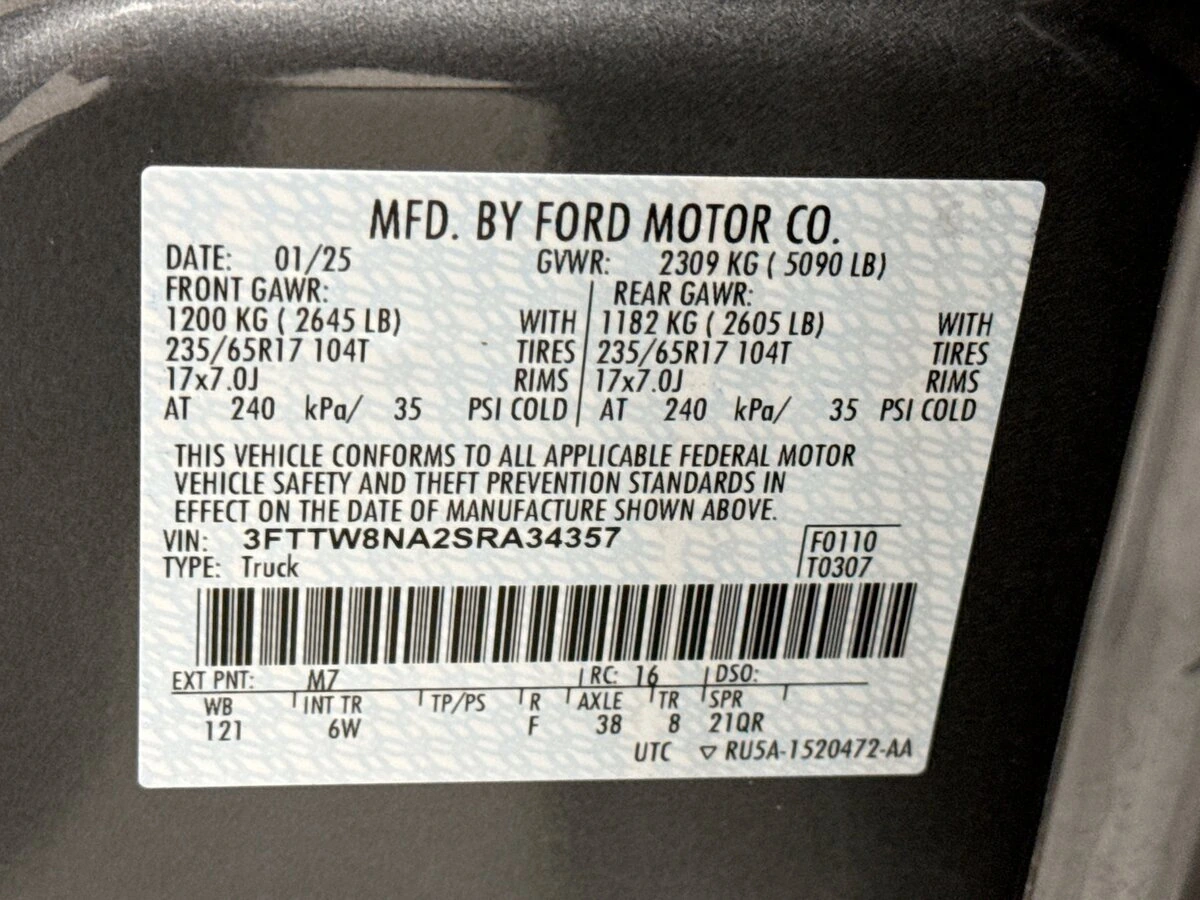 MFD. BY FORD MOTOR CO.
DATE: 01/25 GVWR: 2309 KG ( 5090 LB)
FRONT GAWR: REAR GAWR:
1200 KG ( 2645 LB) WITH 1182 KG ( 2605 LB) WITH
235/65R17 104T TIRES 235/65R17 104T TIRES
17x7.0J RIMS 17x7.0J RIMS
AT 240 kPa/ 35 PSI COLD AT 240 kPa/ 35 PSI COLD
THIS VEHICLE CONFORMS TO ALL APPLICABLE FEDERAL MOTOR
VEHICLE SAFETY AND THEFT PREVENTION STANDARDS IN
EFFECT ON THE DATE OF MANUFACTURE SHOWN ABOVE.
VIN: 3FTTW8NA2SRA34357 F0110
TYPE: Truck T0307
EXT PNT: M7 RC: 16 DSO:
WB INT TR TP/PS R AXLE TR SPR
121 6W F 38 8 21QR
UTC ▽ RU5A-1520472-AA